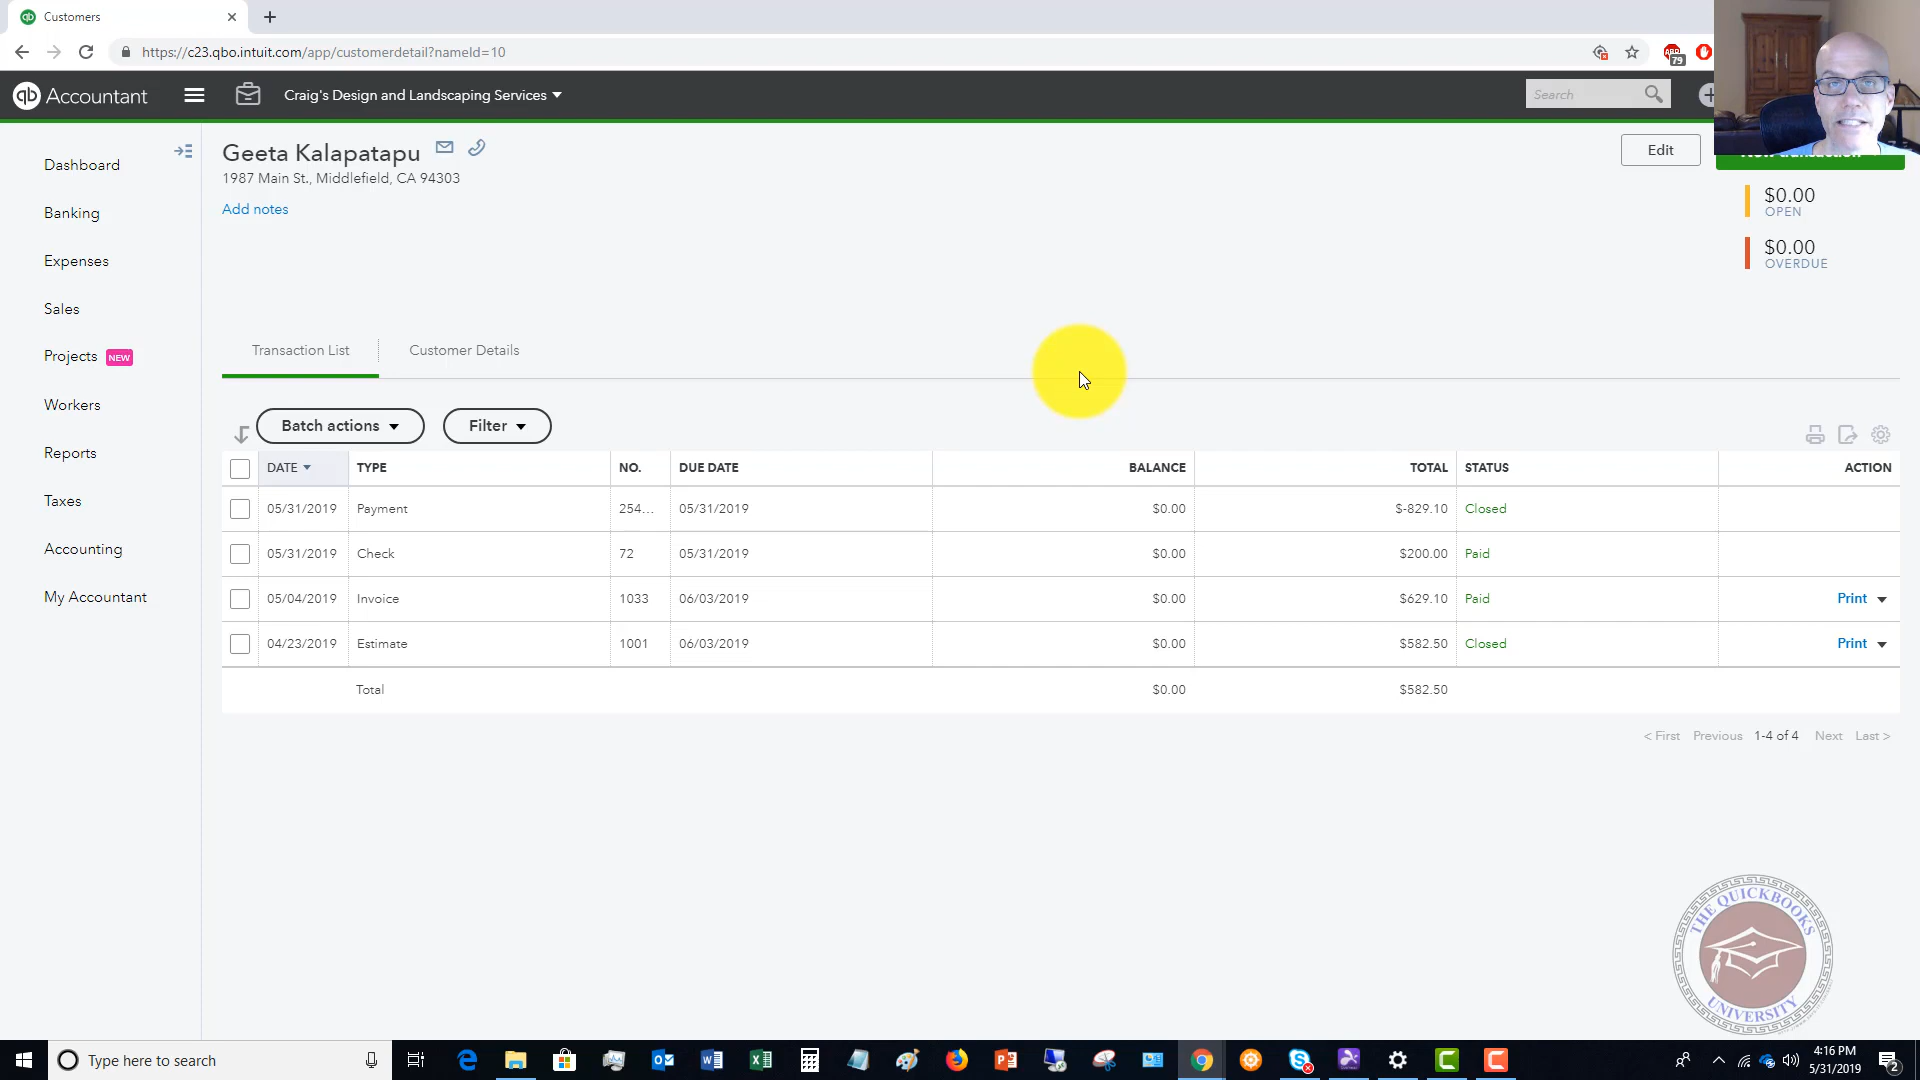 Customers
https://c23.qbo.intuit.com/app/customerdetail?nameId=10
ABP
79
qb Accountant
Craig's Design and Landscaping Services
Search
Geeta Kalapatapu
Edit
1987 Main St., Middlefield, CA 94303
Add notes
$0.00
OPEN
$0.00
OVERDUE
Dashboard
Banking
Expenses
Sales
Projects NEW
Workers
Reports
Taxes
Accounting
My Accountant
Transaction List Customer Details
Batch actions Filter
DATE TYPE NO. DUE DATE BALANCE TOTAL STATUS ACTION
05/31/2019 Payment 254... 05/31/2019 $0.00 $-829.10 Closed
05/31/2019 Check 72 05/31/2019 $0.00 $200.00 Paid
05/04/2019 Invoice 1033 06/03/2019 $0.00 $629.10 Paid Print
04/23/2019 Estimate 1001 06/03/2019 $0.00 $582.50 Closed Print
Total $0.00 $582.50
< First Previous 1-4 of 4 Next Last >
THE QUICKBOOKS
UNIVERSITY
Type here to search
4:16 PM
5/31/2019
2